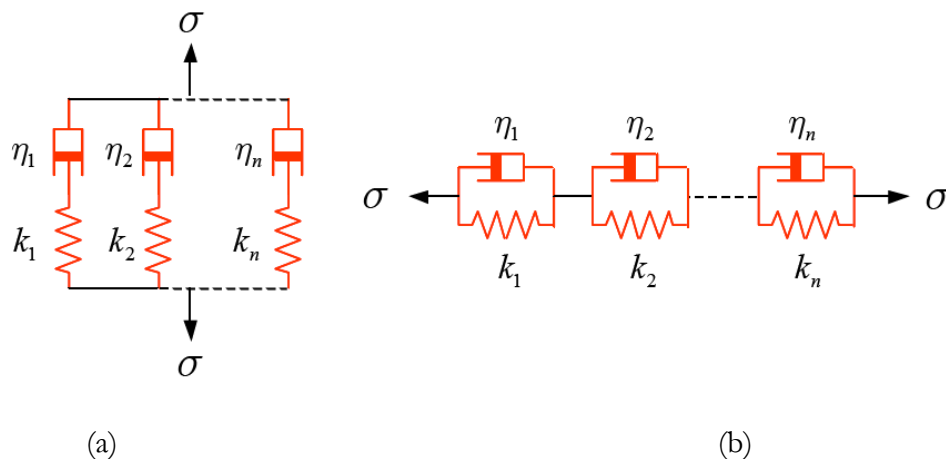 σ
η₁ η₂ ηₙ
k₁ k₂ kₙ
σ
(a)
η₁ η₂ ηₙ
σ σ
k₁ k₂ kₙ
(b)